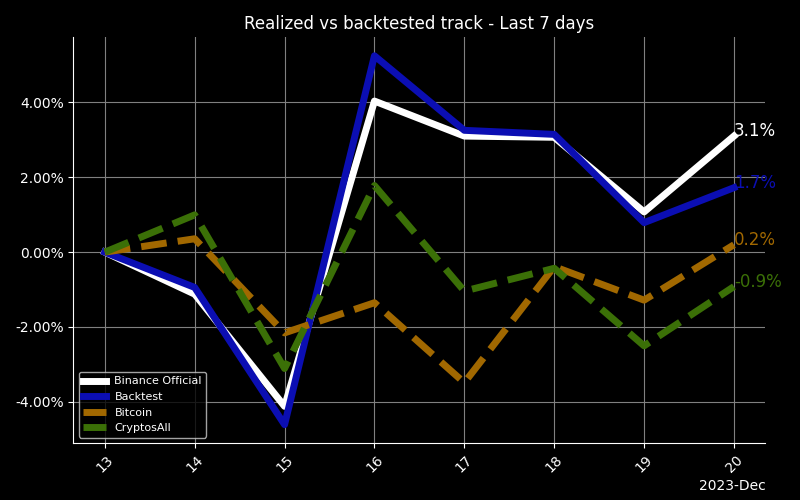 Realized vs backtested track - Last 7 days
4.00%
2.00%
0.00%
-2.00%
-4.00%
3.1%
1.7%
0.2%
-0.9%
Binance Official
Backtest
Bitcoin
CryptosAll
13
14
15
16
17
18
19
20
2023-Dec